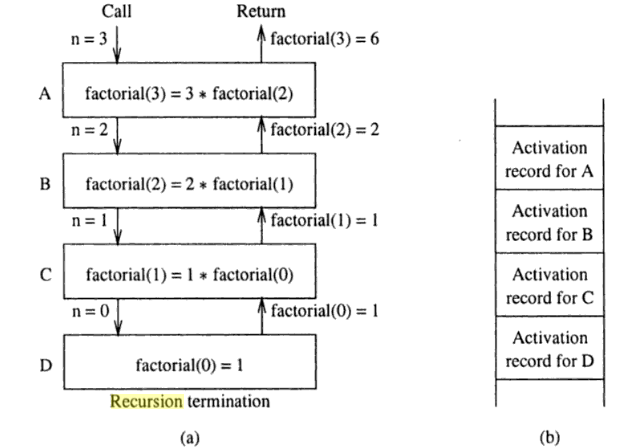 Call Return
n = 3 factorial(3) = 6
A factorial(3) = 3 * factorial(2)
n = 2 factorial(2) = 2
B factorial(2) = 2 * factorial(1)
n = 1 factorial(1) = 1
C factorial(1) = 1 * factorial(0)
n = 0 factorial(0) = 1
D factorial(0) = 1
Recursion termination
(a)
Activation
record for A
Activation
record for B
Activation
record for C
Activation
record for D
(b)